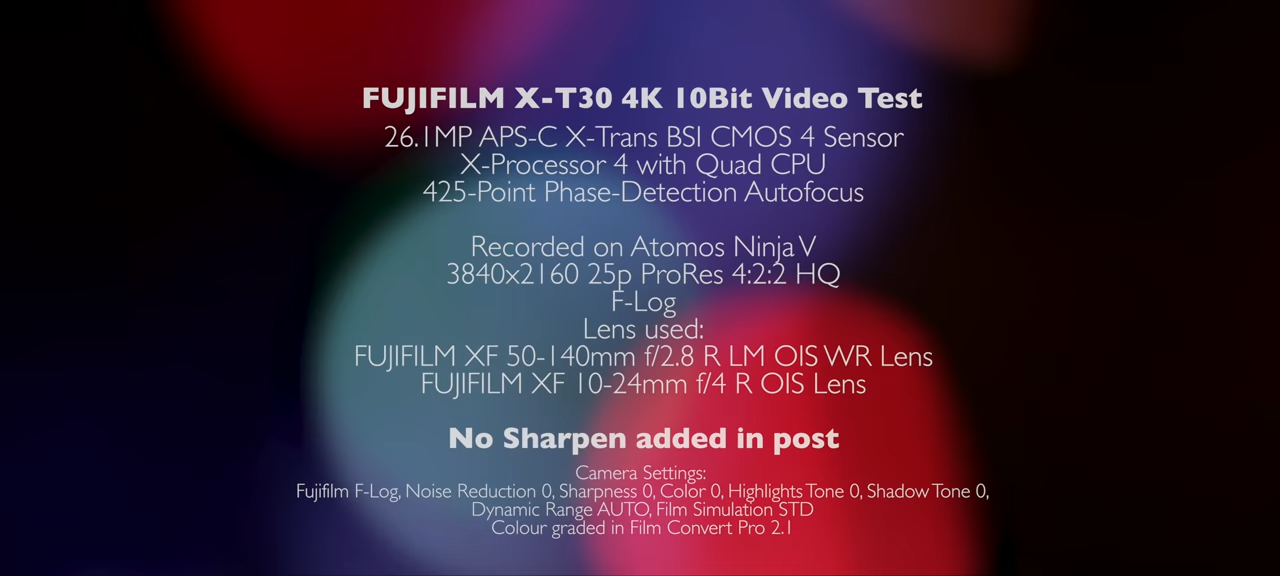 FUJIFILM X-T30 4K 10Bit Video Test
26.1MP APS-C X-Trans BSI CMOS 4 Sensor
X-Processor 4 with Quad CPU
425-Point Phase-Detection Autofocus
Recorded on Atomos Ninja V
3840x2160 25p ProRes 4:2:2 HQ
F-Log
Lens used:
FUJIFILM XF 50-140mm f/2.8 R LM OIS WR Lens
FUJIFILM XF 10-24mm f/4 R OIS Lens
No Sharpen added in post
Camera Settings:
Fujifilm F-Log, Noise Reduction 0, Sharpness 0, Color 0, Highlights Tone 0, Shadow Tone 0,
Dynamic Range AUTO, Film Simulation STD
Colour graded in Film Convert Pro 2.1